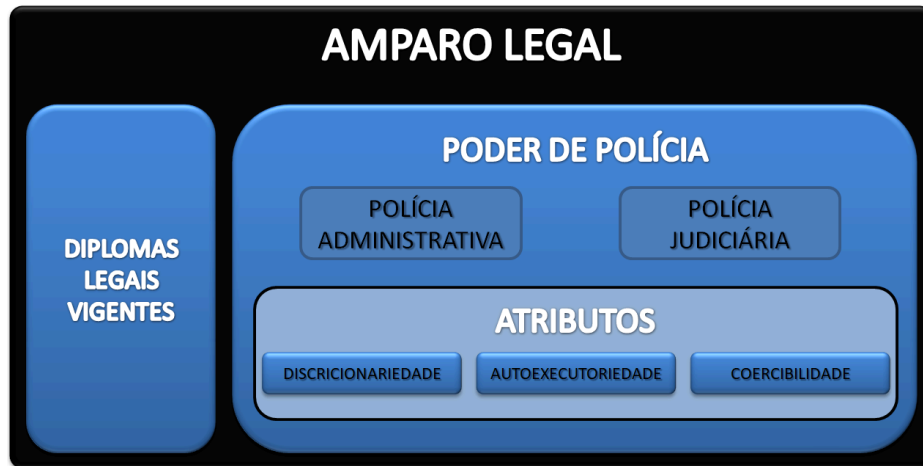 AMPARO LEGAL
DIPLOMAS
LEGAIS
VIGENTES
PODER DE POLÍCIA
POLÍCIA
ADMINISTRATIVA
POLÍCIA
JUDICIÁRIA
ATRIBUTOS
DISCRICIONARIEDADE
AUTOEXECUTORIEDADE
COERCIBILIDADE